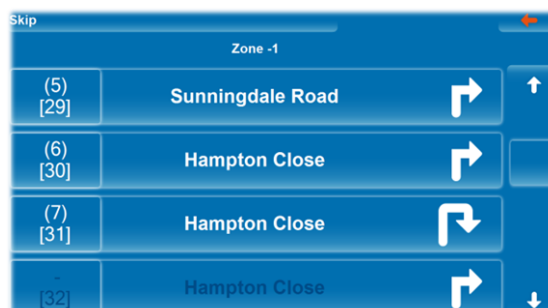 Skip
Zone -1
(5)
[29]
Sunningdale Road
(6)
[30]
Hampton Close
(7)
[31]
Hampton Close
-
[32]
Hampton Close